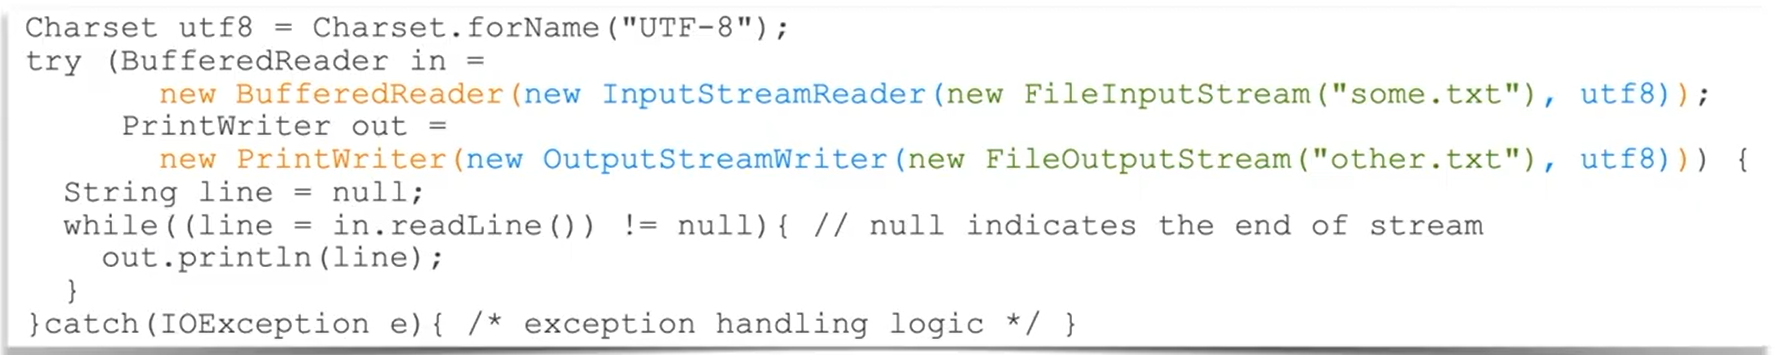 Charset utf8 = Charset.forName("UTF-8");
try (BufferedReader in =
new BufferedReader(new InputStreamReader(new FileInputStream("some.txt"), utf8));
PrintWriter out =
new PrintWriter(new OutputStreamWriter(new FileOutputStream("other.txt"), utf8))) {
String line = null;
while((line = in.readLine()) != null){ // null indicates the end of stream
out.println(line);
}
}catch(IOException e){ /* exception handling logic */ }